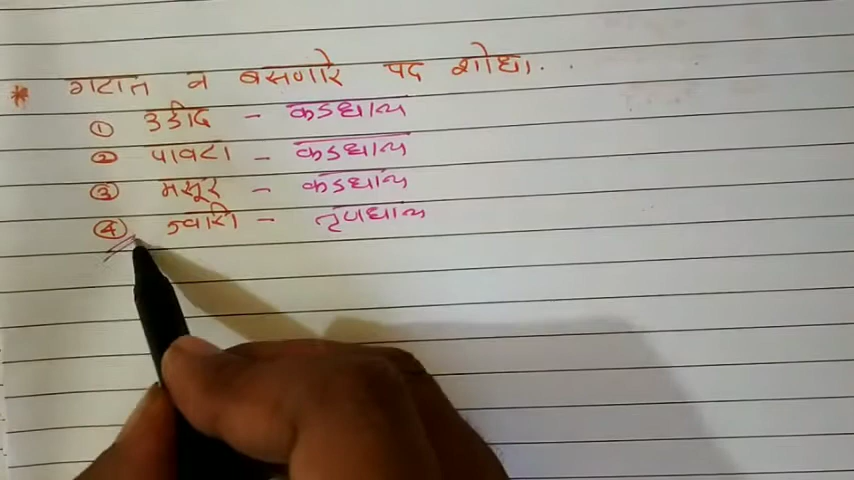 * गटात न बसणारे पद शोधा.
① उडीद - कडधान्य
② पावटा - कडधान्य
③ मसूर - कडधान्य
④ ज्वारी - तृणधान्य